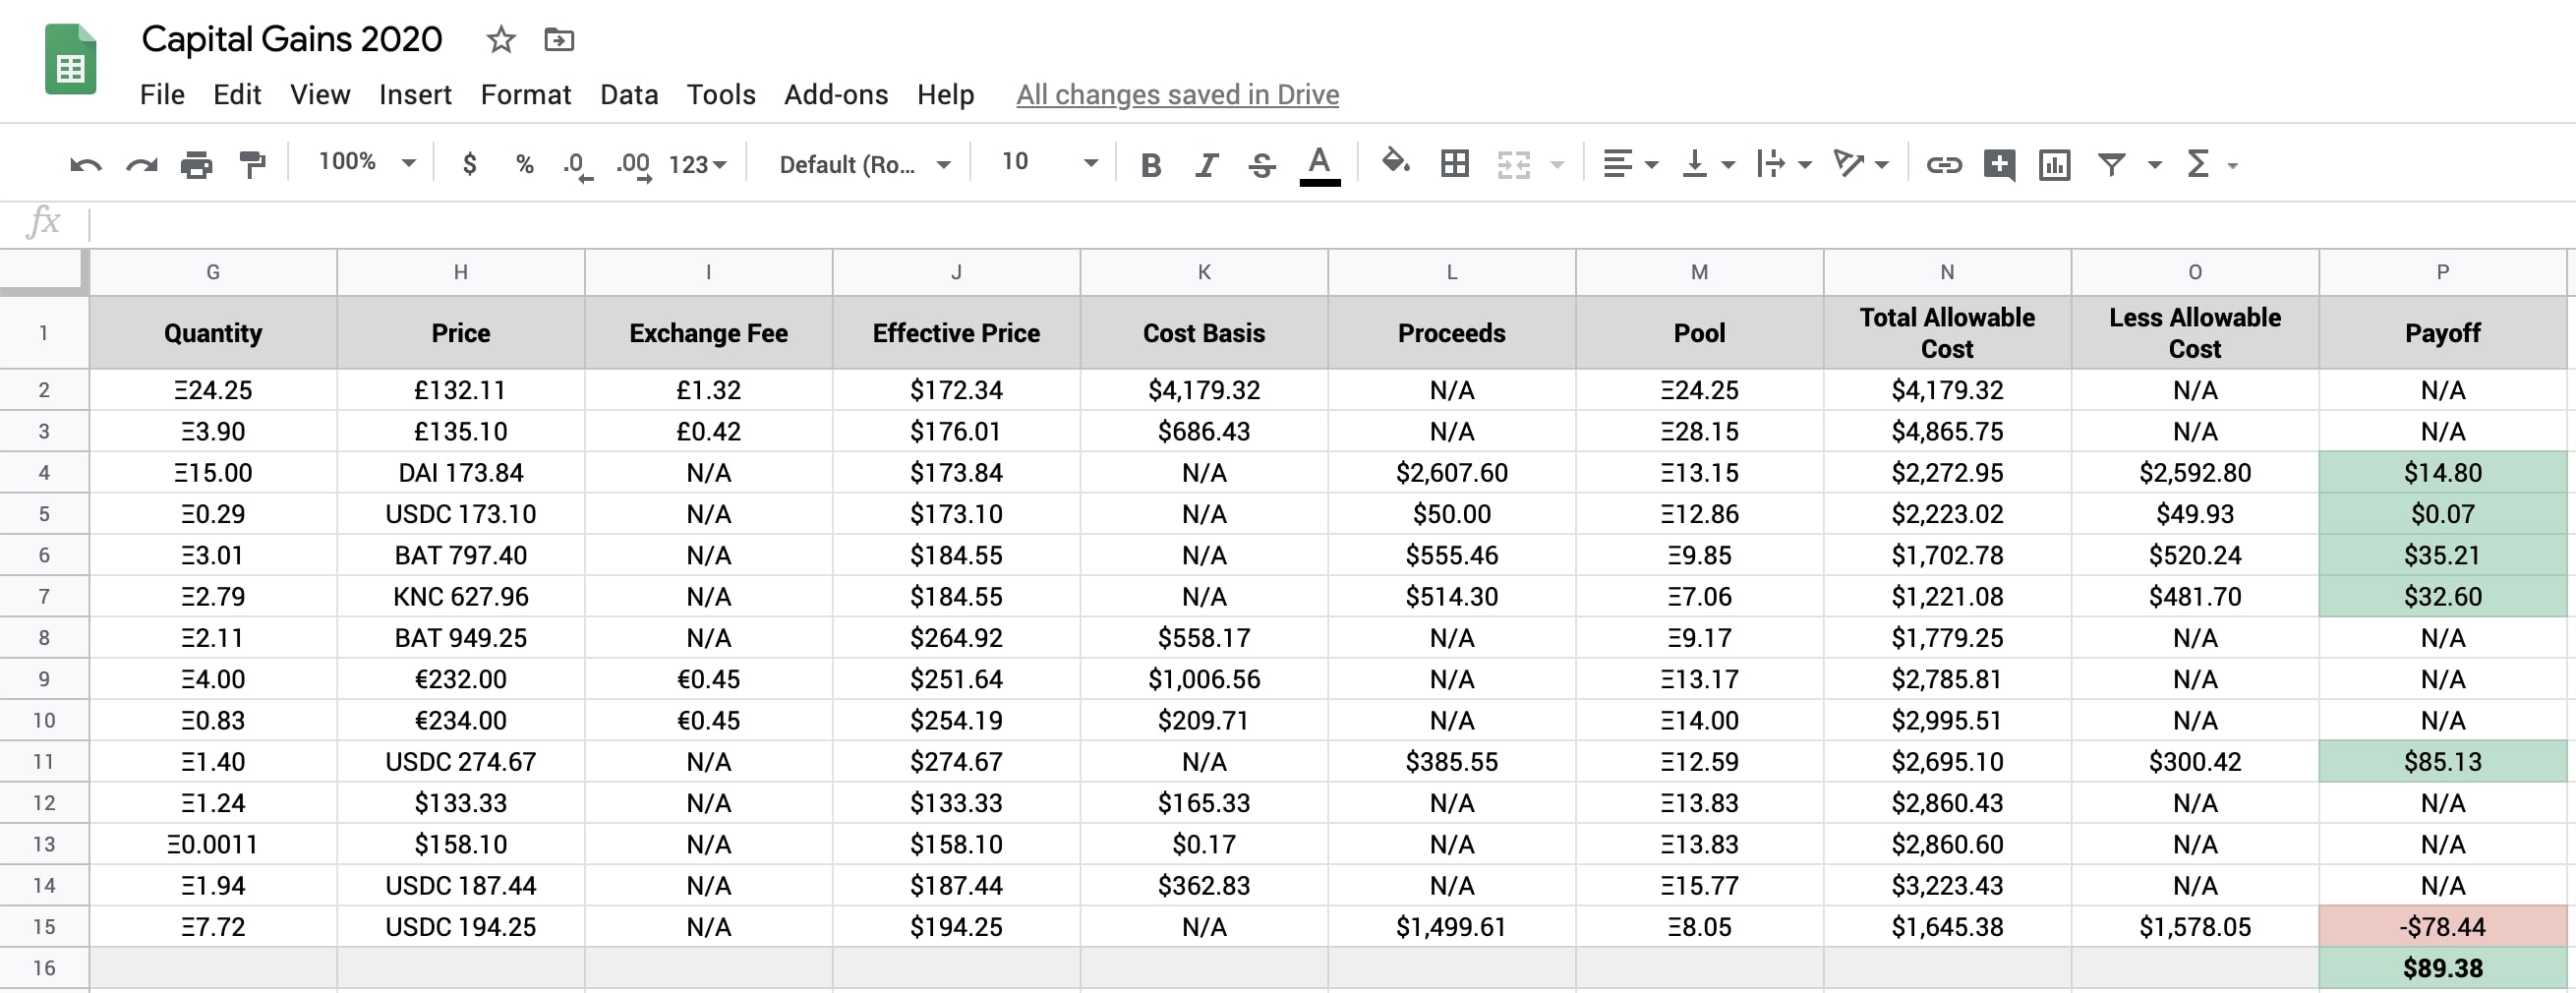 Capital Gains 2020
File Edit View Insert Format Data Tools Add-ons Help All changes saved in Drive
100% $ % .0 .00 123 Default (Ro... 10 B I S A Σ
fx
G H I J K L M N O P
1 Quantity Price Exchange Fee Effective Price Cost Basis Proceeds Pool Total Allowable Cost Less Allowable Cost Payoff
2 Ξ24.25 £132.11 £1.32 $172.34 $4,179.32 N/A Ξ24.25 $4,179.32 N/A N/A
3 Ξ3.90 £135.10 £0.42 $176.01 $686.43 N/A Ξ28.15 $4,865.75 N/A N/A
4 Ξ15.00 DAI 173.84 N/A $173.84 N/A $2,607.60 Ξ13.15 $2,272.95 $2,592.80 $14.80
5 Ξ0.29 USDC 173.10 N/A $173.10 N/A $50.00 Ξ12.86 $2,223.02 $49.93 $0.07
6 Ξ3.01 BAT 797.40 N/A $184.55 N/A $555.46 Ξ9.85 $1,702.78 $520.24 $35.21
7 Ξ2.79 KNC 627.96 N/A $184.55 N/A $514.30 Ξ7.06 $1,221.08 $481.70 $32.60
8 Ξ2.11 BAT 949.25 N/A $264.92 $558.17 N/A Ξ9.17 $1,779.25 N/A N/A
9 Ξ4.00 €232.00 €0.45 $251.64 $1,006.56 N/A Ξ13.17 $2,785.81 N/A N/A
10 Ξ0.83 €234.00 €0.45 $254.19 $209.71 N/A Ξ14.00 $2,995.51 N/A N/A
11 Ξ1.40 USDC 274.67 N/A $274.67 N/A $385.55 Ξ12.59 $2,695.10 $300.42 $85.13
12 Ξ1.24 $133.33 N/A $133.33 $165.33 N/A Ξ13.83 $2,860.43 N/A N/A
13 Ξ0.0011 $158.10 N/A $158.10 $0.17 N/A Ξ13.83 $2,860.60 N/A N/A
14 Ξ1.94 USDC 187.44 N/A $187.44 $362.83 N/A Ξ15.77 $3,223.43 N/A N/A
15 Ξ7.72 USDC 194.25 N/A $194.25 N/A $1,499.61 Ξ8.05 $1,645.38 $1,578.05 -$78.44
16 $89.38